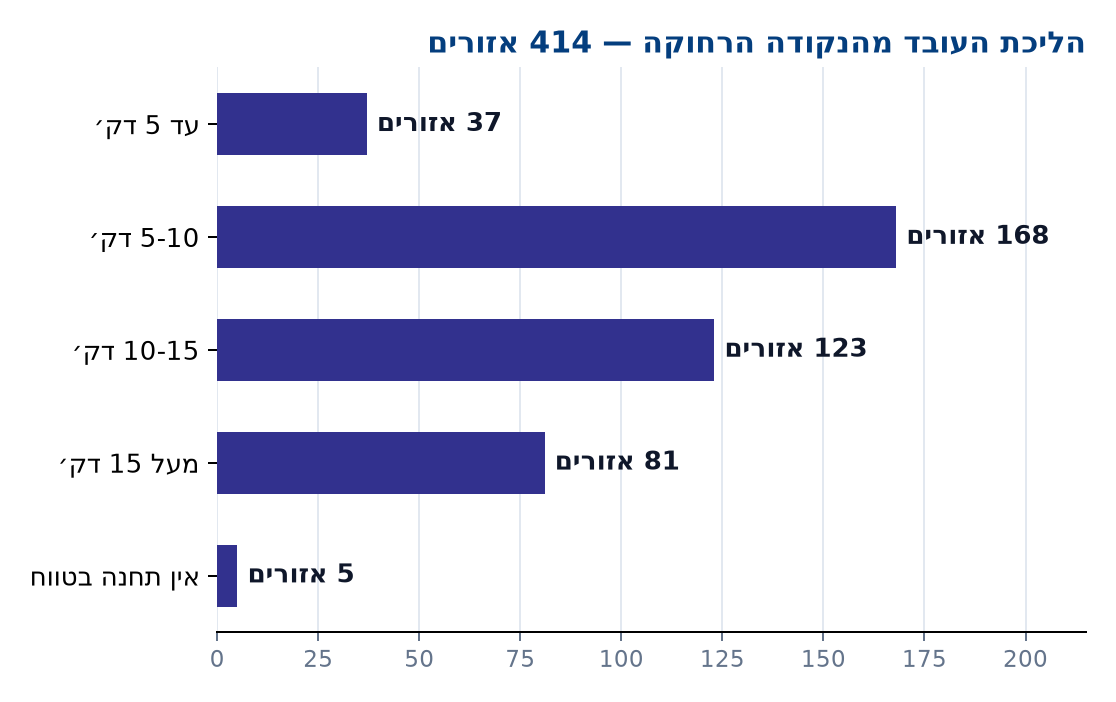 הליכת העובד מהנקודה הרחוקה — 414 אזורים
עד 5 דק׳
37 אזורים
5-10 דק׳
168 אזורים
10-15 דק׳
123 אזורים
מעל 15 דק׳
81 אזורים
אין תחנה בטווח
5 אזורים
0 25 50 75 100 125 150 175 200